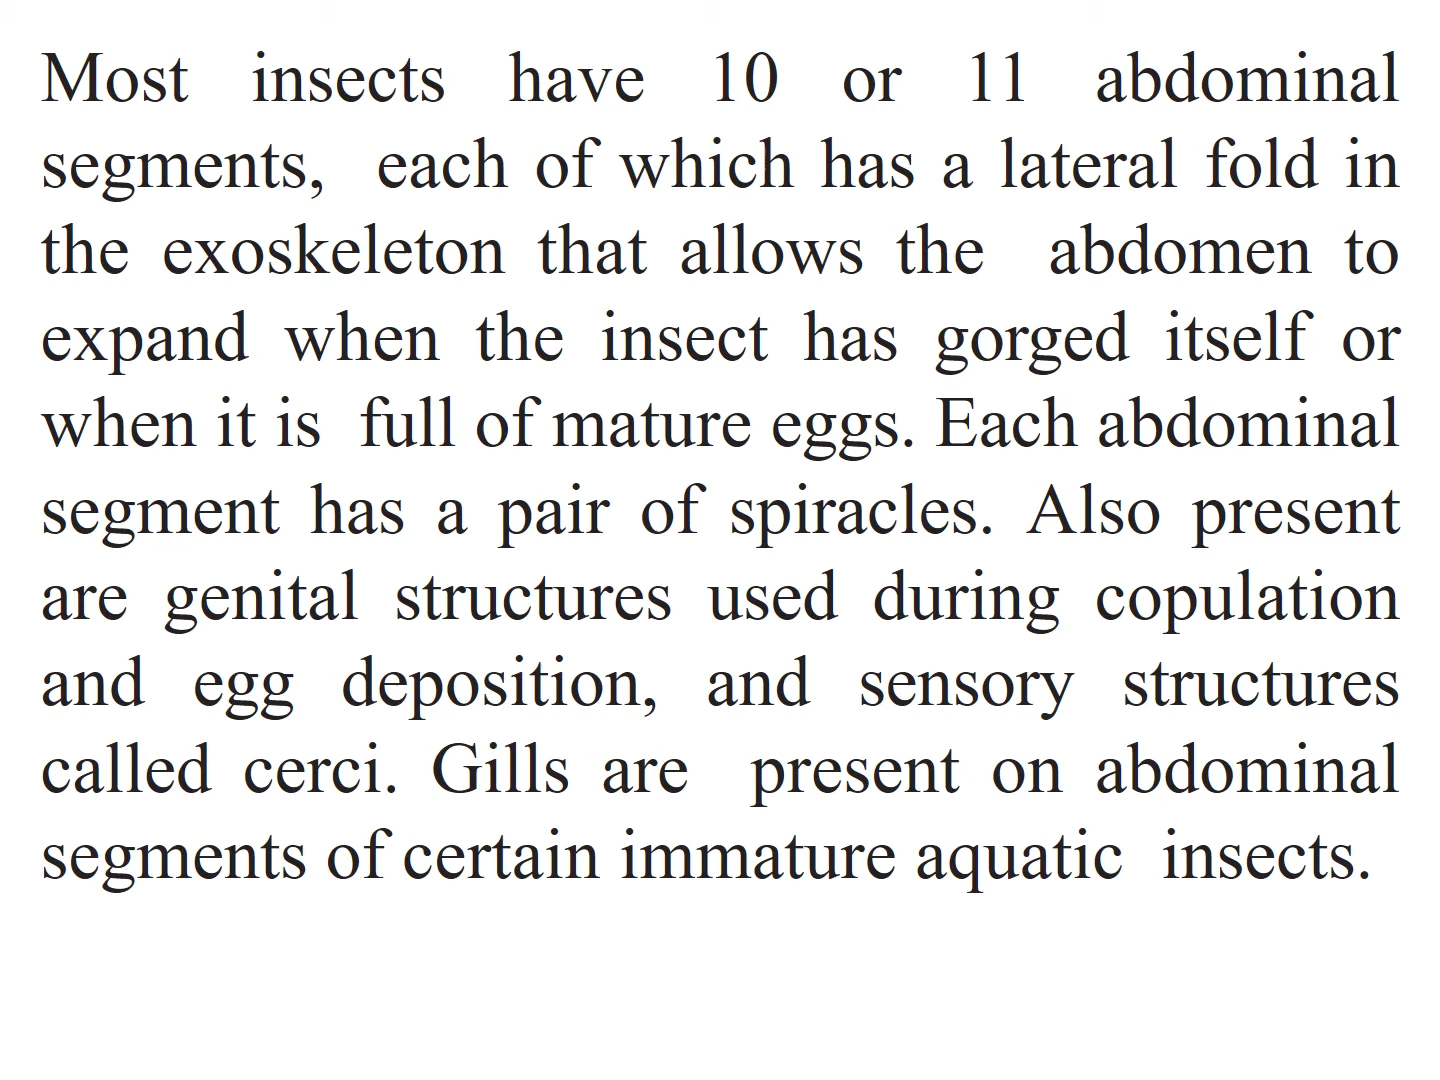 Most insects have 10 or 11 abdominal
segments, each of which has a lateral fold in
the exoskeleton that allows the abdomen to
expand when the insect has gorged itself or
when it is full of mature eggs. Each abdominal
segment has a pair of spiracles. Also present
are genital structures used during copulation
and egg deposition, and sensory structures
called cerci. Gills are present on abdominal
segments of certain immature aquatic insects.